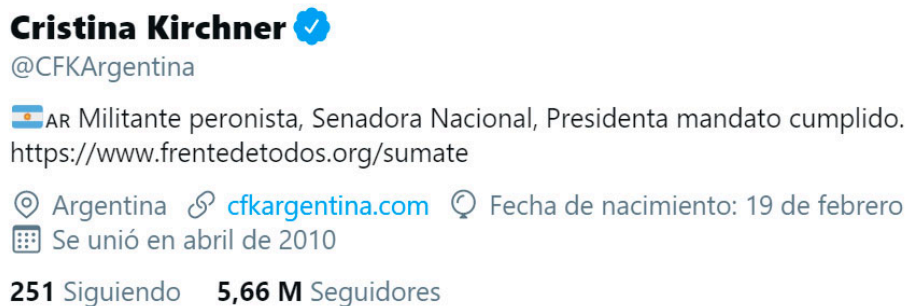 Cristina Kirchner
@CFKArgentina
AR Militante peronista, Senadora Nacional, Presidenta mandato cumplido.
https://www.frentedetodos.org/sumate
Argentina cfkargentina.com Fecha de nacimiento: 19 de febrero
Se unió en abril de 2010
251 Siguiendo 5,66 M Seguidores